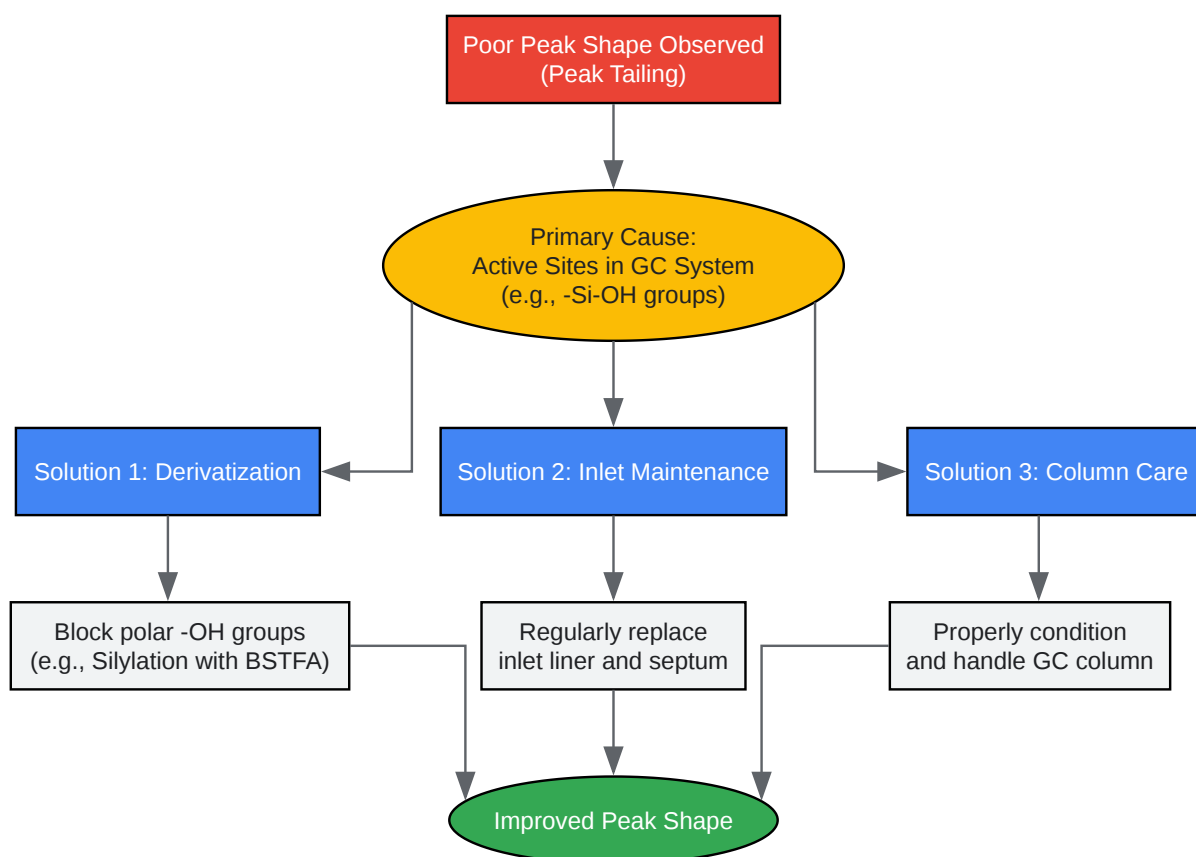 Poor Peak Shape Observed
(Peak Tailing)
Primary Cause:
Active Sites in GC System
(e.g., -Si-OH groups)
Solution 1: Derivatization
Solution 2: Inlet Maintenance
Solution 3: Column Care
Block polar -OH groups
(e.g., Silylation with BSTFA)
Regularly replace
inlet liner and septum
Properly condition
and handle GC column
Improved Peak Shape